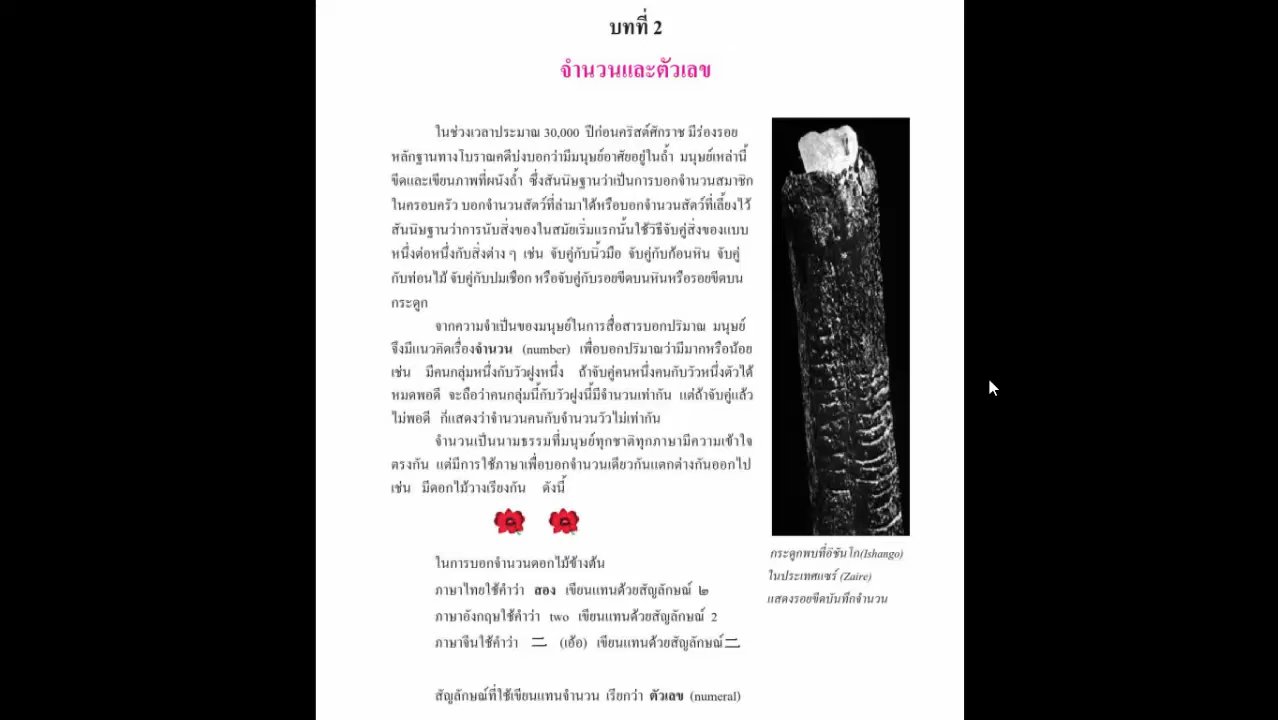 บทที่ 2
จำนวนและตัวเลข
ในช่วงเวลาประมาณ 30,000 ปีก่อนคริสต์ศักราช มีร่องรอย
หลักฐานทางโบราณคดีบ่งบอกว่ามีมนุษย์อาศัยอยู่ในถ้ำ มนุษย์เหล่านี้
ขีดและเขียนภาพที่ผนังถ้ำ ซึ่งสันนิษฐานว่าเป็นการบอกจำนวนสมาชิก
ในครอบครัว บอกจำนวนสัตว์ที่ล่ามาได้หรือบอกจำนวนสัตว์ที่เลี้ยงไว้
สันนิษฐานว่าการนับสิ่งของในสมัยเริ่มแรกนั้นใช้วิธีจับคู่สิ่งของแบบ
หนึ่งต่อหนึ่งกับสิ่งต่าง ๆ เช่น จับคู่กับนิ้วมือ จับคู่กับก้อนหิน จับคู่
กับท่อนไม้ จับคู่กับปมเชือก หรือจับคู่กับรอยขีดบนหินหรือรอยขีดบน
กระดูก
จากความจำเป็นของมนุษย์ในการสื่อสารบอกปริมาณ มนุษย์
จึงมีแนวคิดเรื่องจำนวน (number) เพื่อบอกปริมาณว่ามีมากหรือน้อย
เช่น มีคนกลุ่มหนึ่งกับวัวฝูงหนึ่ง ถ้าจับคู่คนหนึ่งคนกับวัวหนึ่งตัวได้
หมดพอดี จะถือว่าคนกลุ่มนี้กับวัวฝูงนี้มีจำนวนเท่ากัน แต่ถ้าจับคู่แล้ว
ไม่พอดี ก็แสดงว่าจำนวนคนกับจำนวนวัวไม่เท่ากัน
จำนวนเป็นนามธรรมที่มนุษย์ทุกชาติทุกภาษามีความเข้าใจ
ตรงกัน แต่มีการใช้ภาษาเพื่อบอกจำนวนเดียวกันแตกต่างกันออกไป
เช่น มีดอกไม้วางเรียงกัน ดังนี้
ในการบอกจำนวนดอกไม้ข้างต้น
ภาษาไทยใช้คำว่า สอง เขียนแทนด้วยสัญลักษณ์ ๒
ภาษาอังกฤษใช้คำว่า two เขียนแทนด้วยสัญลักษณ์ 2
ภาษาจีนใช้คำว่า 二 (เอ้อ) เขียนแทนด้วยสัญลักษณ์ 二
สัญลักษณ์ที่ใช้เขียนแทนจำนวน เรียกว่า ตัวเลข (numeral)
กระดูกพบที่อิชันโก(Ishango)
ในประเทศแซร์ (Zaire)
แสดงรอยขีดบันทึกจำนวน